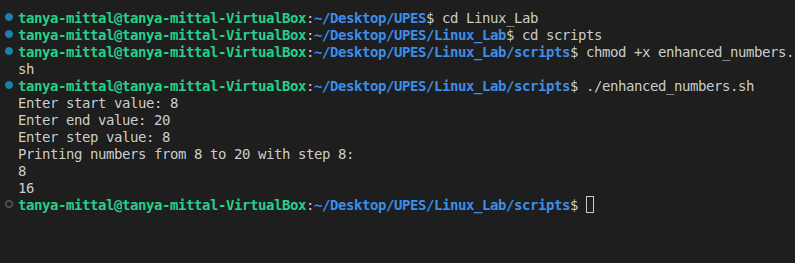 tanya-mittal@tanya-mittal-VirtualBox:~/Desktop/UPES$ cd Linux_Lab
tanya-mittal@tanya-mittal-VirtualBox:~/Desktop/UPES/Linux_Lab$ cd scripts
tanya-mittal@tanya-mittal-VirtualBox:~/Desktop/UPES/Linux_Lab/scripts$ chmod +x enhanced_numbers.
sh
tanya-mittal@tanya-mittal-VirtualBox:~/Desktop/UPES/Linux_Lab/scripts$ ./enhanced_numbers.sh
Enter start value: 8
Enter end value: 20
Enter step value: 8
Printing numbers from 8 to 20 with step 8:
8
16
tanya-mittal@tanya-mittal-VirtualBox:~/Desktop/UPES/Linux_Lab/scripts$